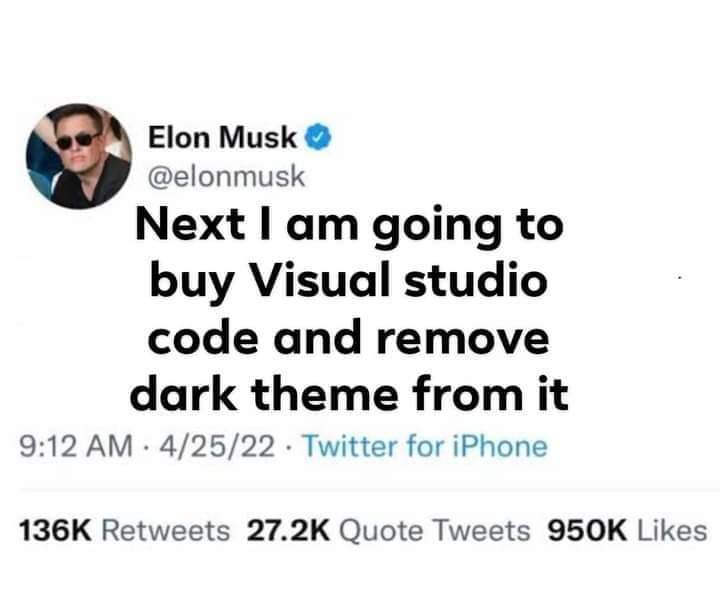 Elon Musk
@elonmusk
Next I am going to
buy Visual studio
code and remove
dark theme from it
9:12 AM · 4/25/22 · Twitter for iPhone
136K Retweets 27.2K Quote Tweets 950K Likes